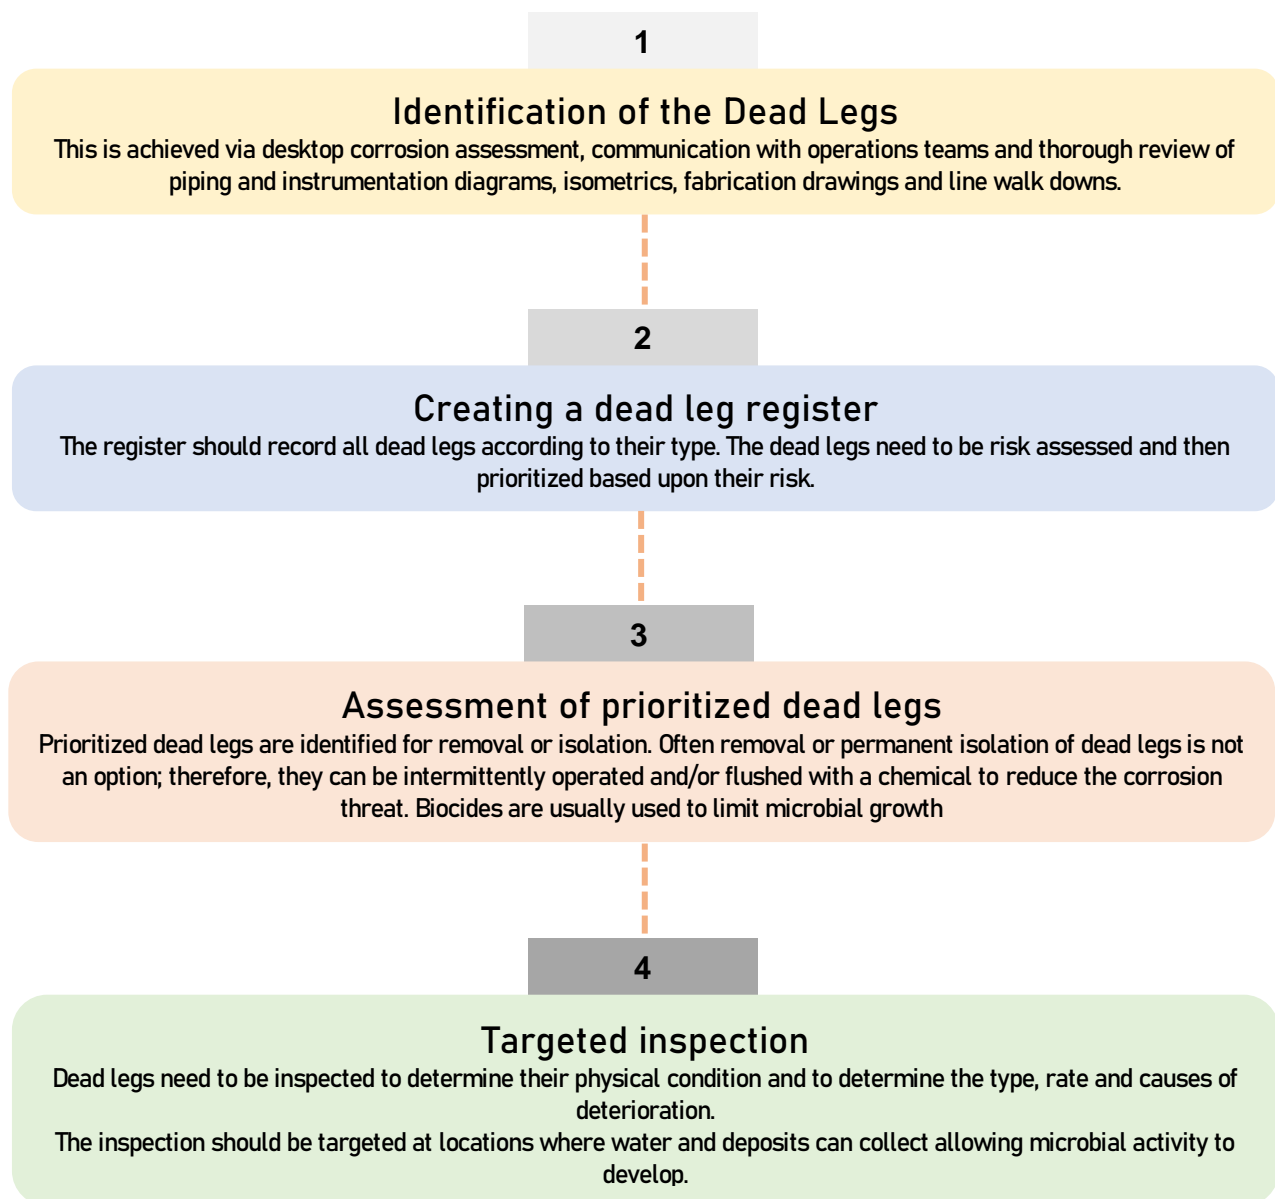 1
Identification of the Dead Legs
This is achieved via desktop corrosion assessment, communication with operations teams and thorough review of
piping and instrumentation diagrams, isometrics, fabrication drawings and line walk downs.
2
Creating a dead leg register
The register should record all dead legs according to their type. The dead legs need to be risk assessed and then
prioritized based upon their risk.
3
Assessment of prioritized dead legs
Prioritized dead legs are identified for removal or isolation. Often removal or permanent isolation of dead legs is not
an option; therefore, they can be intermittently operated and/or flushed with a chemical to reduce the corrosion
threat. Biocides are usually used to limit microbial growth
4
Targeted inspection
Dead legs need to be inspected to determine their physical condition and to determine the type, rate and causes of
deterioration.
The inspection should be targeted at locations where water and deposits can collect allowing microbial activity to
develop.